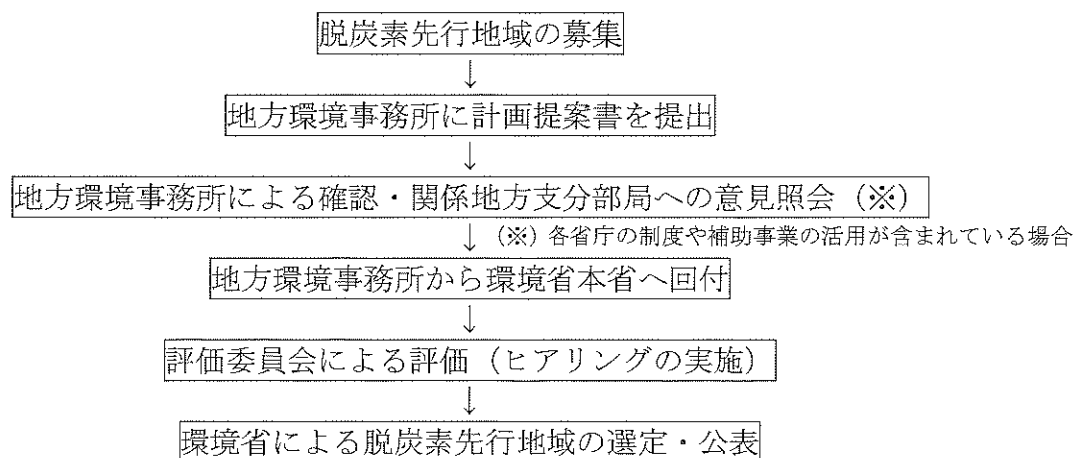 脱炭素先行地域の募集
↓
地方環境事務所に計画提案書を提出
↓
地方環境事務所による確認・関係地方支分部局への意見照会（※）
↓ （※）各省庁の制度や補助事業の活用が含まれている場合
地方環境事務所から環境省本省へ回付
↓
評価委員会による評価（ヒアリングの実施）
↓
環境省による脱炭素先行地域の選定・公表